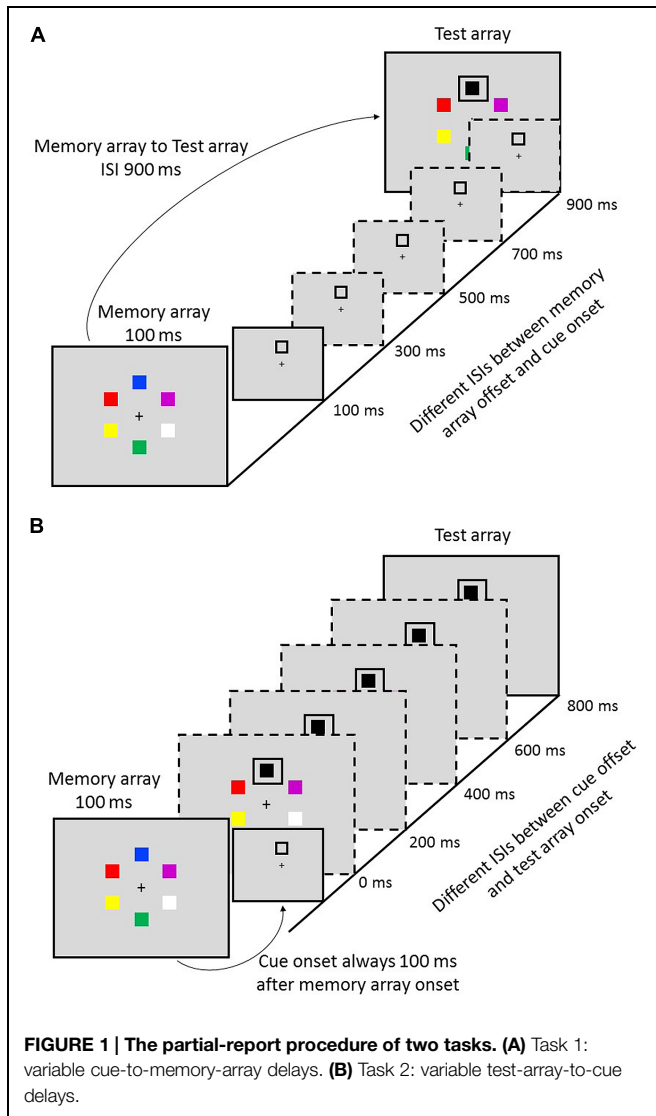 A
Test array
Memory array to Test array
ISI 900 ms
900 ms
700 ms
Memory array
100 ms
500 ms
300 ms
100 ms
Different ISIs between memory
array offset and cue onset
B
Test array
800 ms
600 ms
Memory array
100 ms
400 ms
200 ms
0 ms
Different ISIs between cue offset
and test array onset
Cue onset always 100 ms
after memory array onset
FIGURE 1 | The partial-report procedure of two tasks. (A) Task 1:
variable cue-to-memory-array delays. (B) Task 2: variable test-array-to-cue
delays.